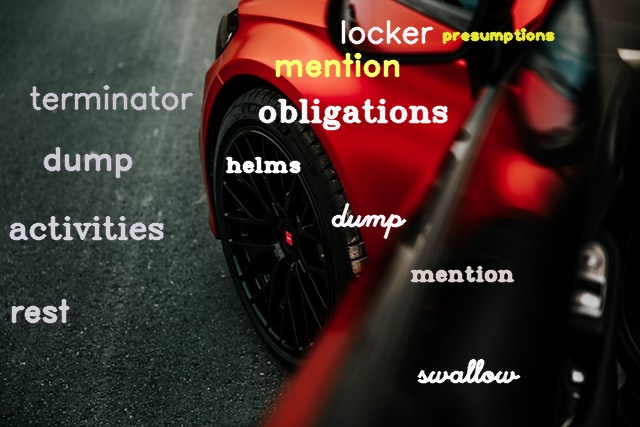 locker presumptions
mention
terminator
obligations
dump
helms
dump
activities
mention
rest
swallow